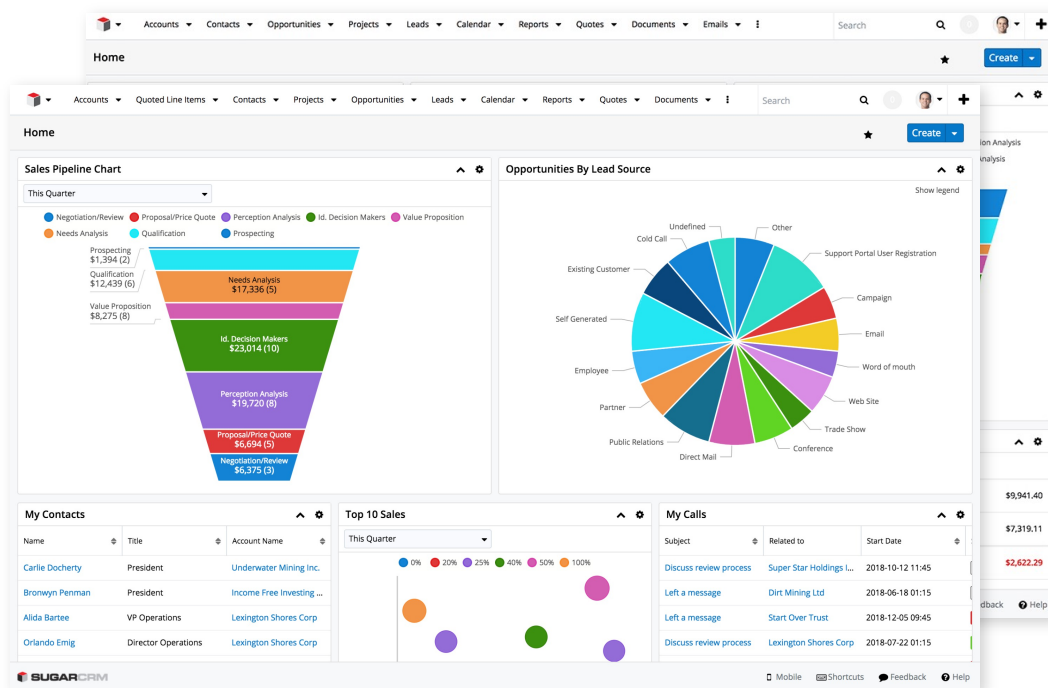 Accounts Contacts Opportunities Projects Leads Calendar Reports Quotes Documents Emails Search
Home Create
Accounts Quoted Line Items Contacts Projects Opportunities Leads Calendar Reports Quotes Documents Search
Home Create
Sales Pipeline Chart
This Quarter
Negotiation/Review Proposal/Price Quote Perception Analysis Id. Decision Makers Value Proposition
Needs Analysis Qualification Prospecting
Prospecting
$1,394 (2)
Qualification
$12,439 (6)
Needs Analysis
$17,336 (5)
Value Proposition
$8,275 (8)
Id. Decision Makers
$23,014 (10)
Perception Analysis
$19,720 (8)
Proposal/Price Quote
$6,694 (5)
Negotiation/Review
$6,375 (3)
Opportunities By Lead Source
Show legend
Undefined
Other
Cold Call
Support Portal User Registration
Existing Customer
Campaign
Self Generated
Email
Employee
Word of mouth
Partner
Web Site
Public Relations
Trade Show
Direct Mail
Conference
ion Analysis
nalysis
My Contacts
Name Title Account Name
Carlie Docherty President Underwater Mining Inc.
Bronwyn Penman President Income Free Investing ...
Alida Bartee VP Operations Lexington Shores Corp
Orlando Emig Director Operations Lexington Shores Corp
Top 10 Sales
This Quarter
0% 20% 25% 40% 50% 100%
My Calls
Subject Related to Start Date
Discuss review process Super Star Holdings I... 2018-10-12 11:45
Left a message Dirt Mining Ltd 2018-06-18 01:15
Left a message Start Over Trust 2018-12-05 09:45
Discuss review process Lexington Shores Corp 2018-07-22 01:15
$9,941.40
$7,319.11
$2,622.29
dback Help
SUGARCRM Mobile Shortcuts Feedback Help